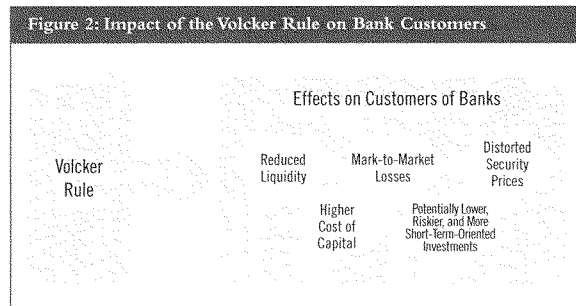 Figure 2: Impact of the Volcker Rule on Bank Customers
Effects on Customers of Banks
Volcker
Rule
Reduced
Liquidity
Mark-to-Market
Losses
Distorted
Security
Prices
Higher
Cost of
Capital
Potentially Lower,
Riskier, and More
Short-Term-Oriented
Investments